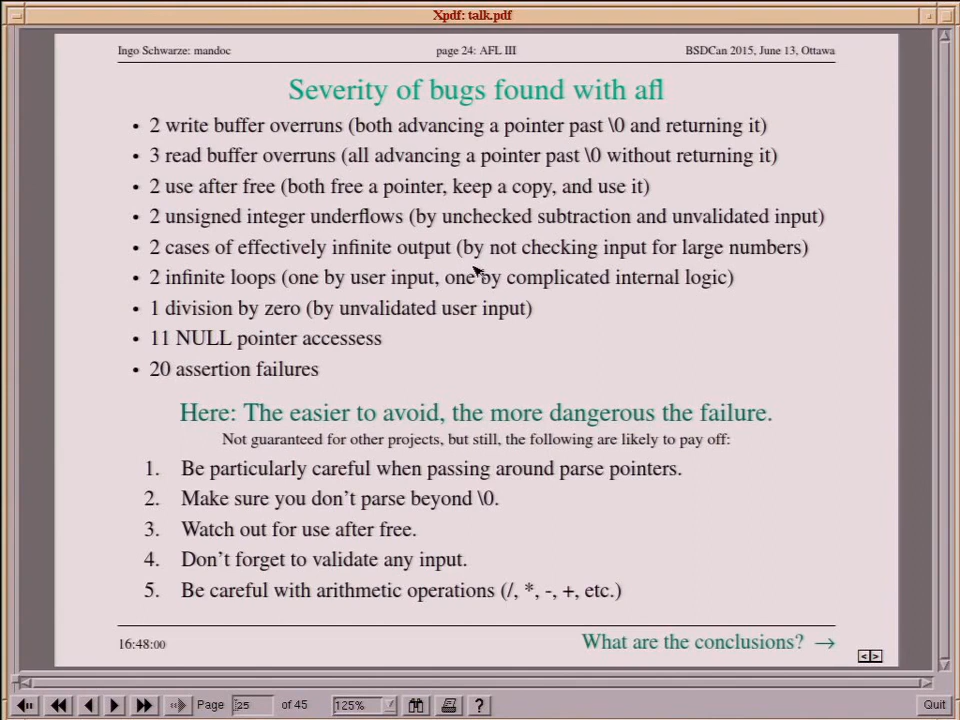 Xpdf: talk.pdf
Ingo Schwarze: mandoc page 24: AFL III BSDCan 2015, June 13, Ottawa
Severity of bugs found with afl
• 2 write buffer overruns (both advancing a pointer past \0 and returning it)
• 3 read buffer overruns (all advancing a pointer past \0 without returning it)
• 2 use after free (both free a pointer, keep a copy, and use it)
• 2 unsigned integer underflows (by unchecked subtraction and unvalidated input)
• 2 cases of effectively infinite output (by not checking input for large numbers)
• 2 infinite loops (one by user input, one by complicated internal logic)
• 1 division by zero (by unvalidated user input)
• 11 NULL pointer accessess
• 20 assertion failures
Here: The easier to avoid, the more dangerous the failure.
Not guaranteed for other projects, but still, the following are likely to pay off:
1. Be particularly careful when passing around parse pointers.
2. Make sure you don't parse beyond \0.
3. Watch out for use after free.
4. Don't forget to validate any input.
5. Be careful with arithmetic operations (/, *, -, +, etc.)
16:48:00 What are the conclusions? →
<|>
Page 25 of 45 125% ? Quit